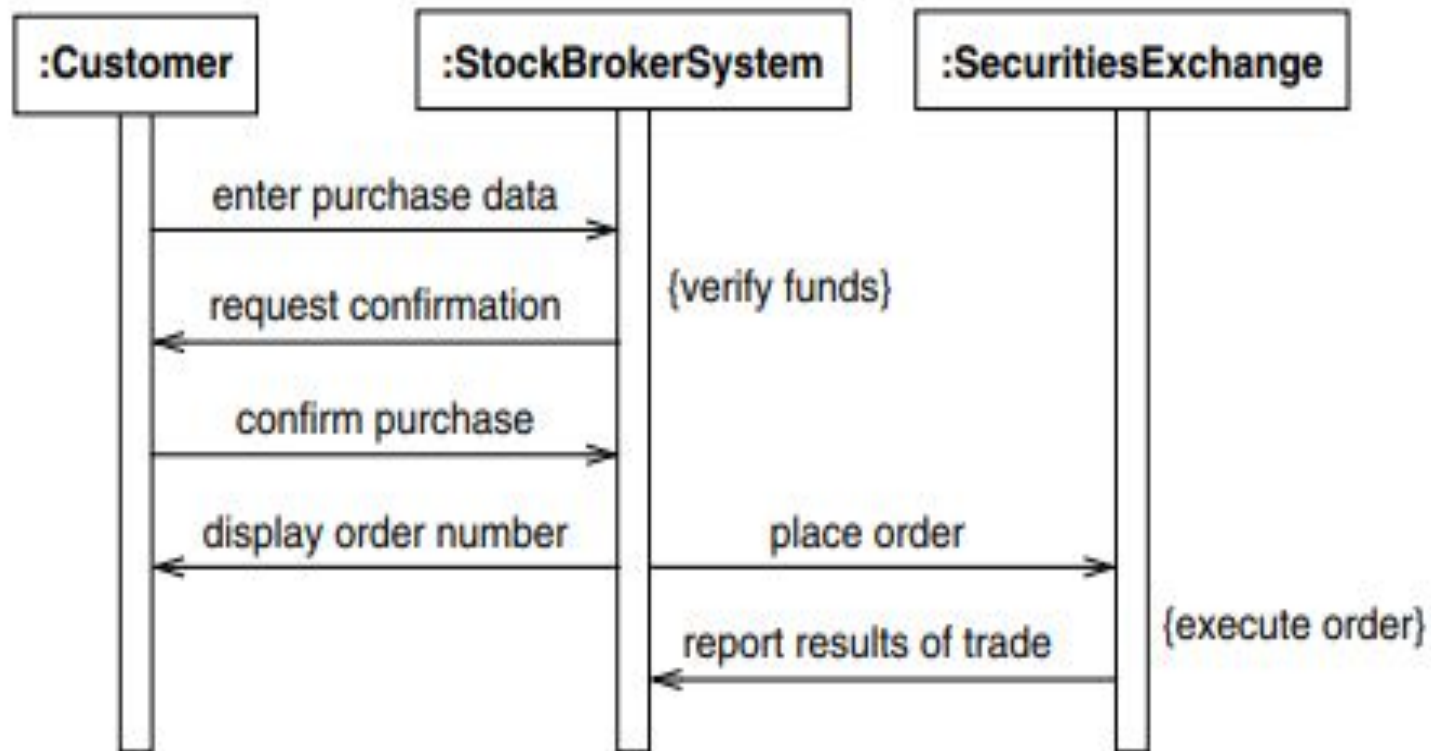 :Customer
:StockBrokerSystem
:SecuritiesExchange
enter purchase data
{verify funds}
request confirmation
confirm purchase
display order number
place order
{execute order}
report results of trade